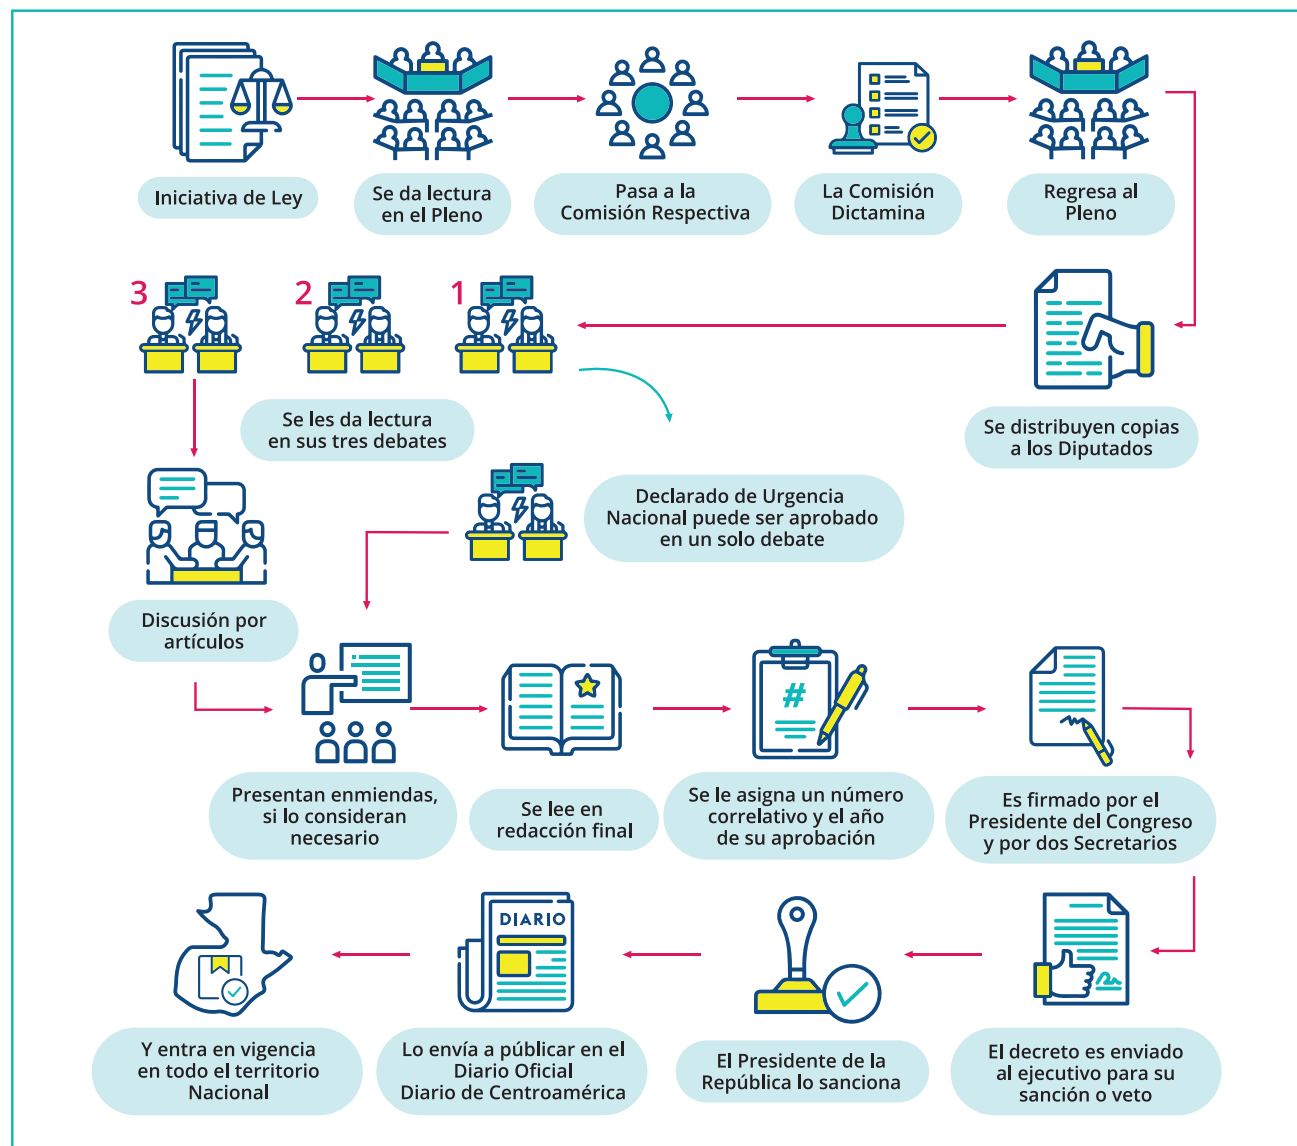 Iniciativa de Ley
Se da lectura
en el Pleno
Pasa a la
Comisión Respectiva
La Comisión
Dictamina
Regresa al
Pleno
Se distribuyen copias
a los Diputados
1
2
3
Se les da lectura
en sus tres debates
Declarado de Urgencia
Nacional puede ser aprobado
en un solo debate
Discusión por
artículos
Presentan enmiendas,
si lo consideran
necesario
Se lee en
redacción final
#
Se le asigna un número
correlativo y el año
de su aprobación
Es firmado por el
Presidente del Congreso
y por dos Secretarios
El decreto es enviado
al ejecutivo para su
sanción o veto
El Presidente de la
República lo sanciona
DIARIO
Lo envía a públicar en el
Diario Oficial
Diario de Centroamérica
Y entra en vigencia
en todo el territorio
Nacional